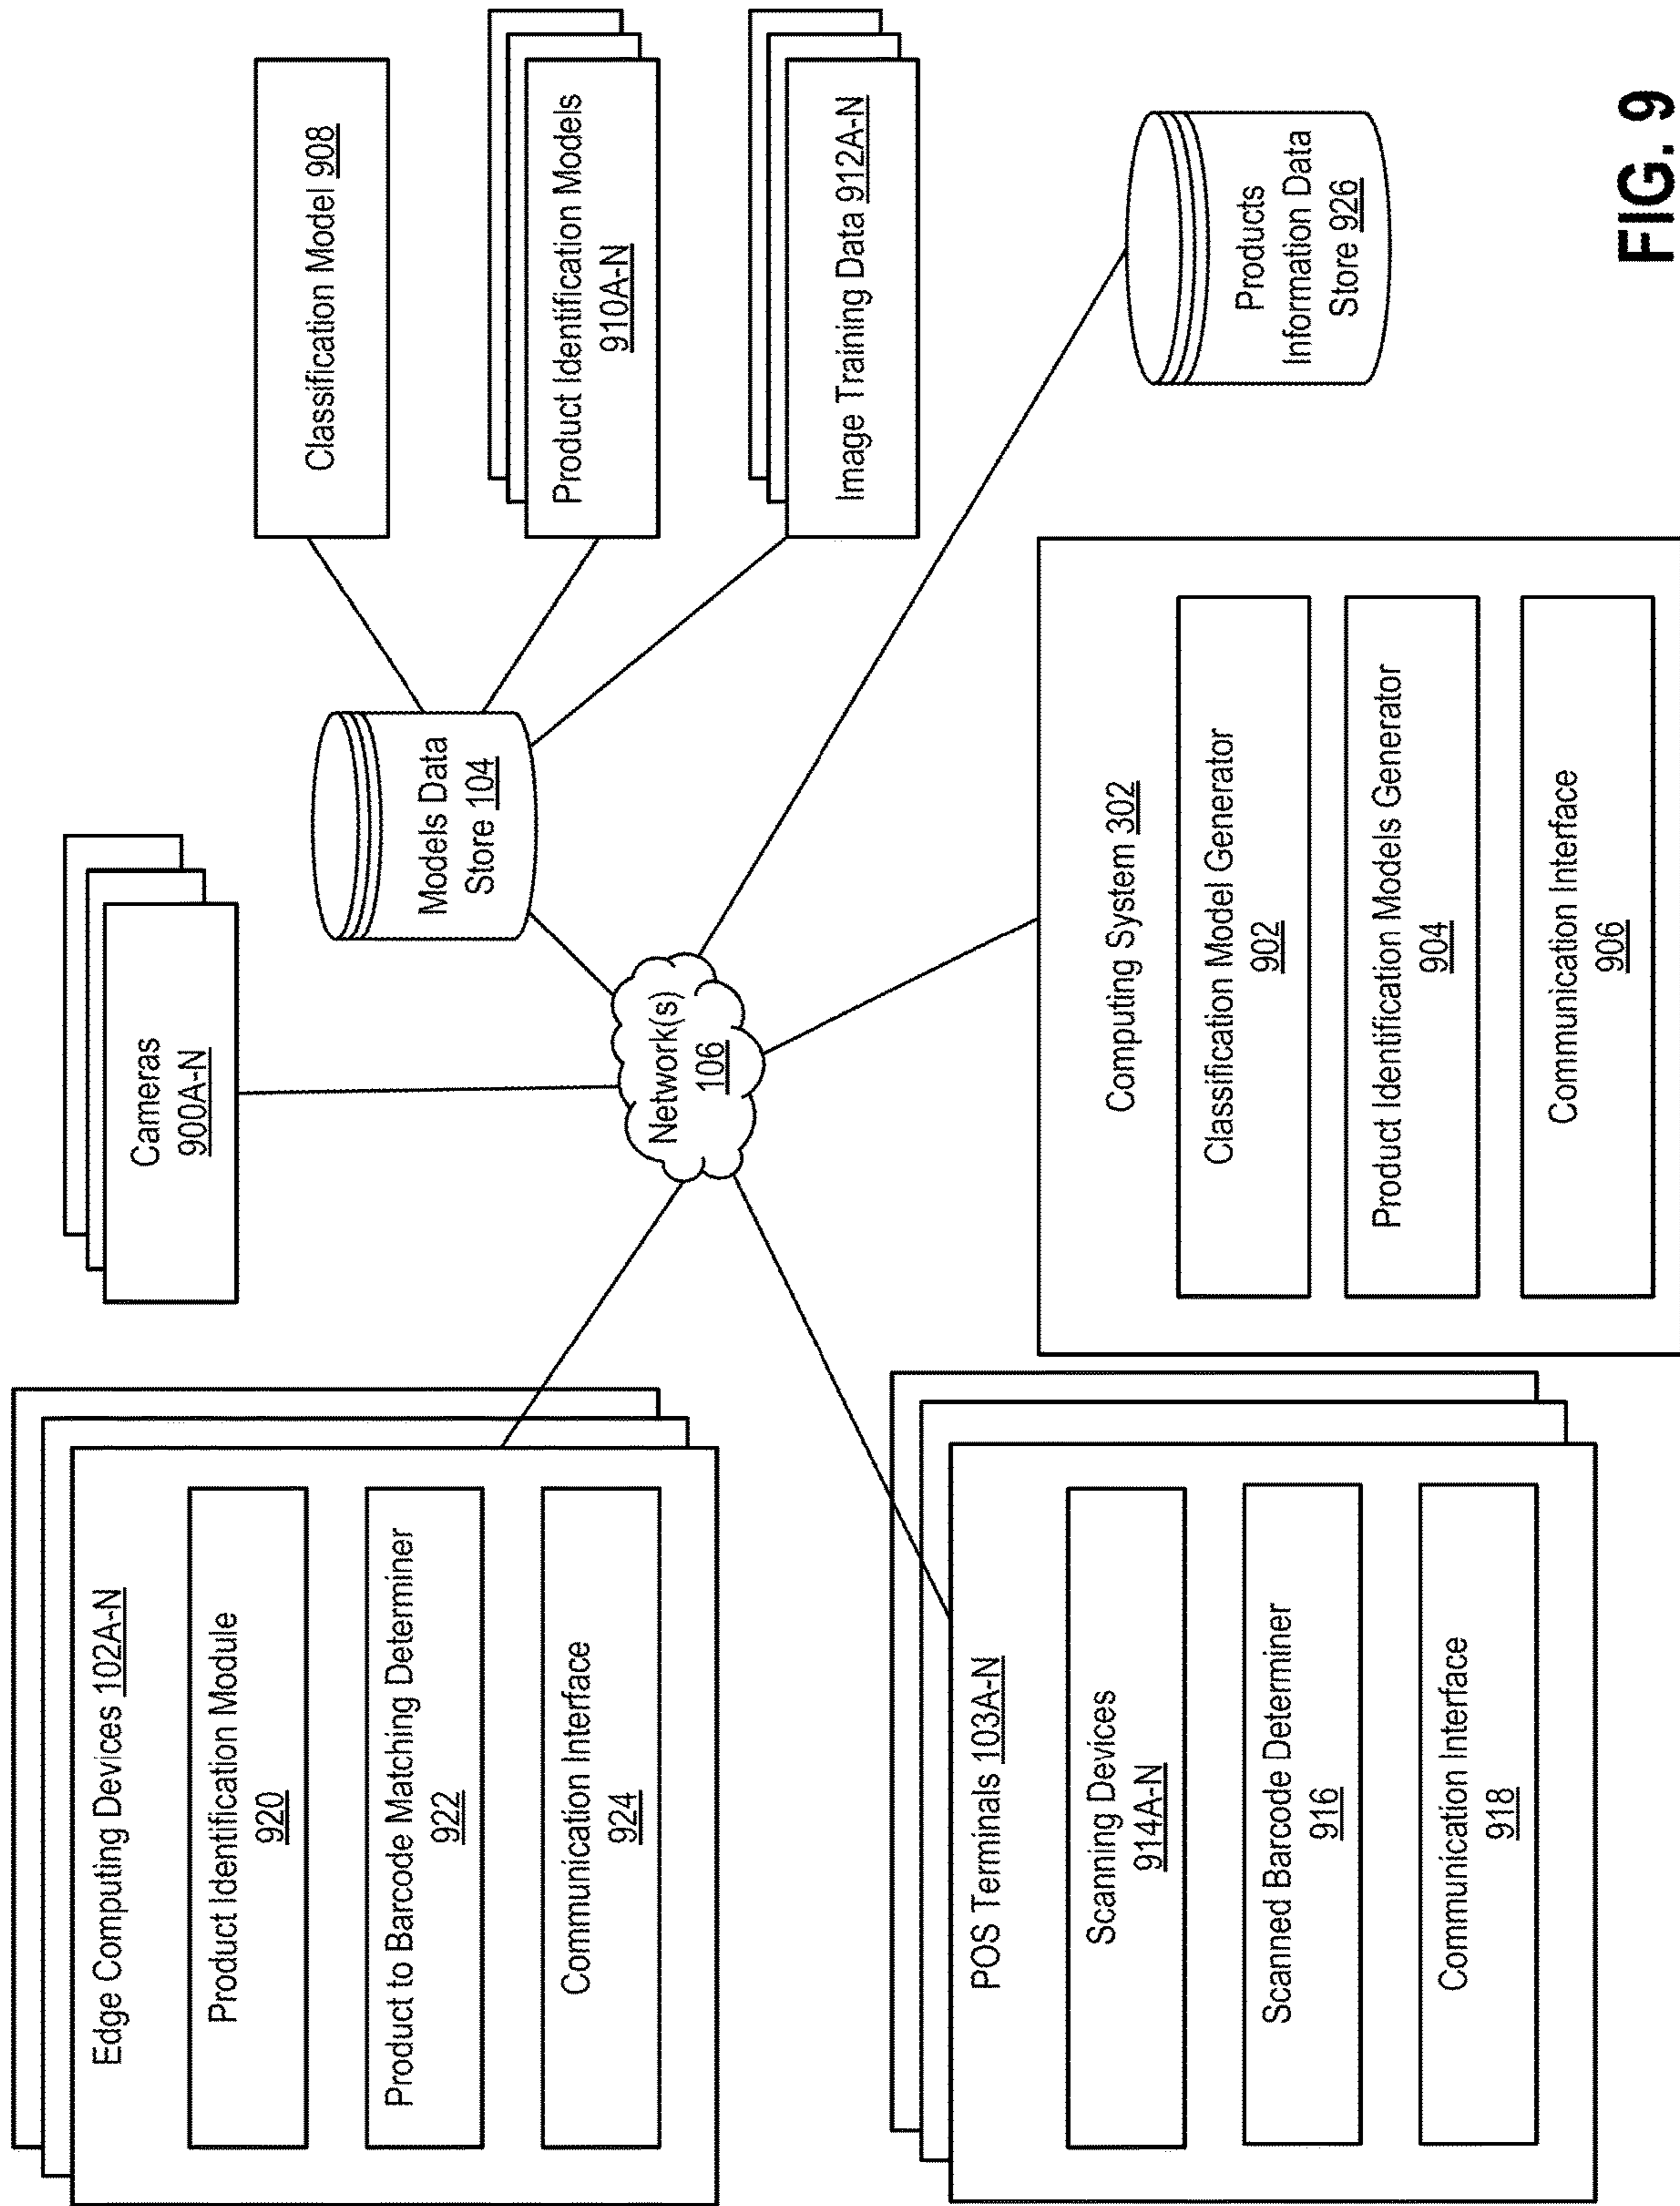 Edge Computing Devices 102A-N
Product Identification Module
920
Product to Barcode Matching Determiner
922
Communication Interface
924
Cameras
900A-N
Models Data
Store 104
Classification Model 908
Product Identification Models
910A-N
Image Training Data 912A-N
Network(s)
106
POS Terminals 103A-N
Scanning Devices
914A-N
Scanned Barcode Determiner
916
Communication Interface
918
Computing System 302
Classification Model Generator
902
Product Identification Models Generator
904
Communication Interface
906
Products
Information Data
Store 926
FIG. 9